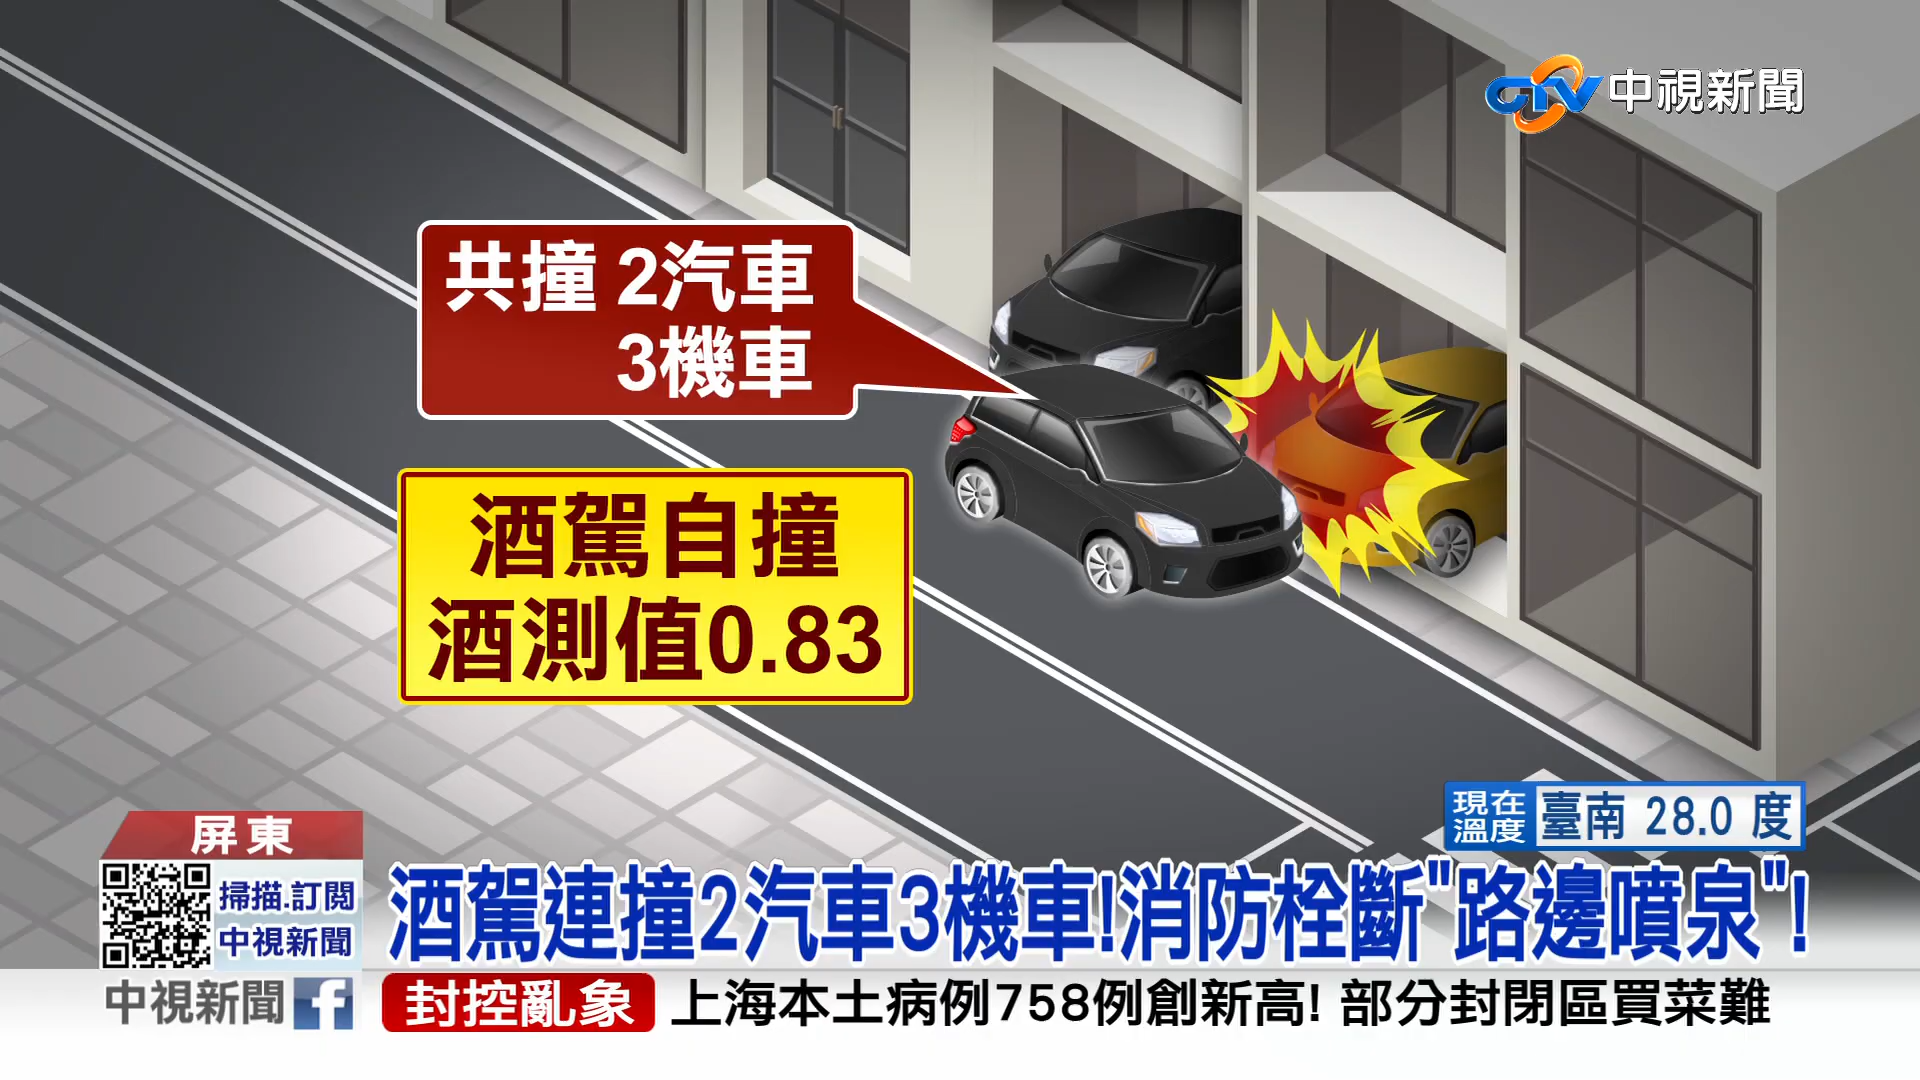 CTV中視新聞
共撞 2汽車
3機車
酒駕自撞
酒測值0.83
現在
溫度
臺南 28.0 度
屏東
掃描.訂閱
中視新聞
酒駕連撞2汽車3機車!消防栓斷"路邊噴泉"!
中視新聞 f
封控亂象 上海本土病例758例創新高! 部分封閉區買菜難